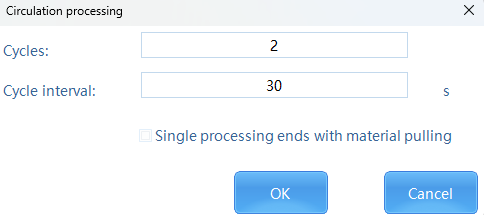 Circulation processing
Cycles: 2
Cycle interval: 30 s
Single processing ends with material pulling
OK Cancel